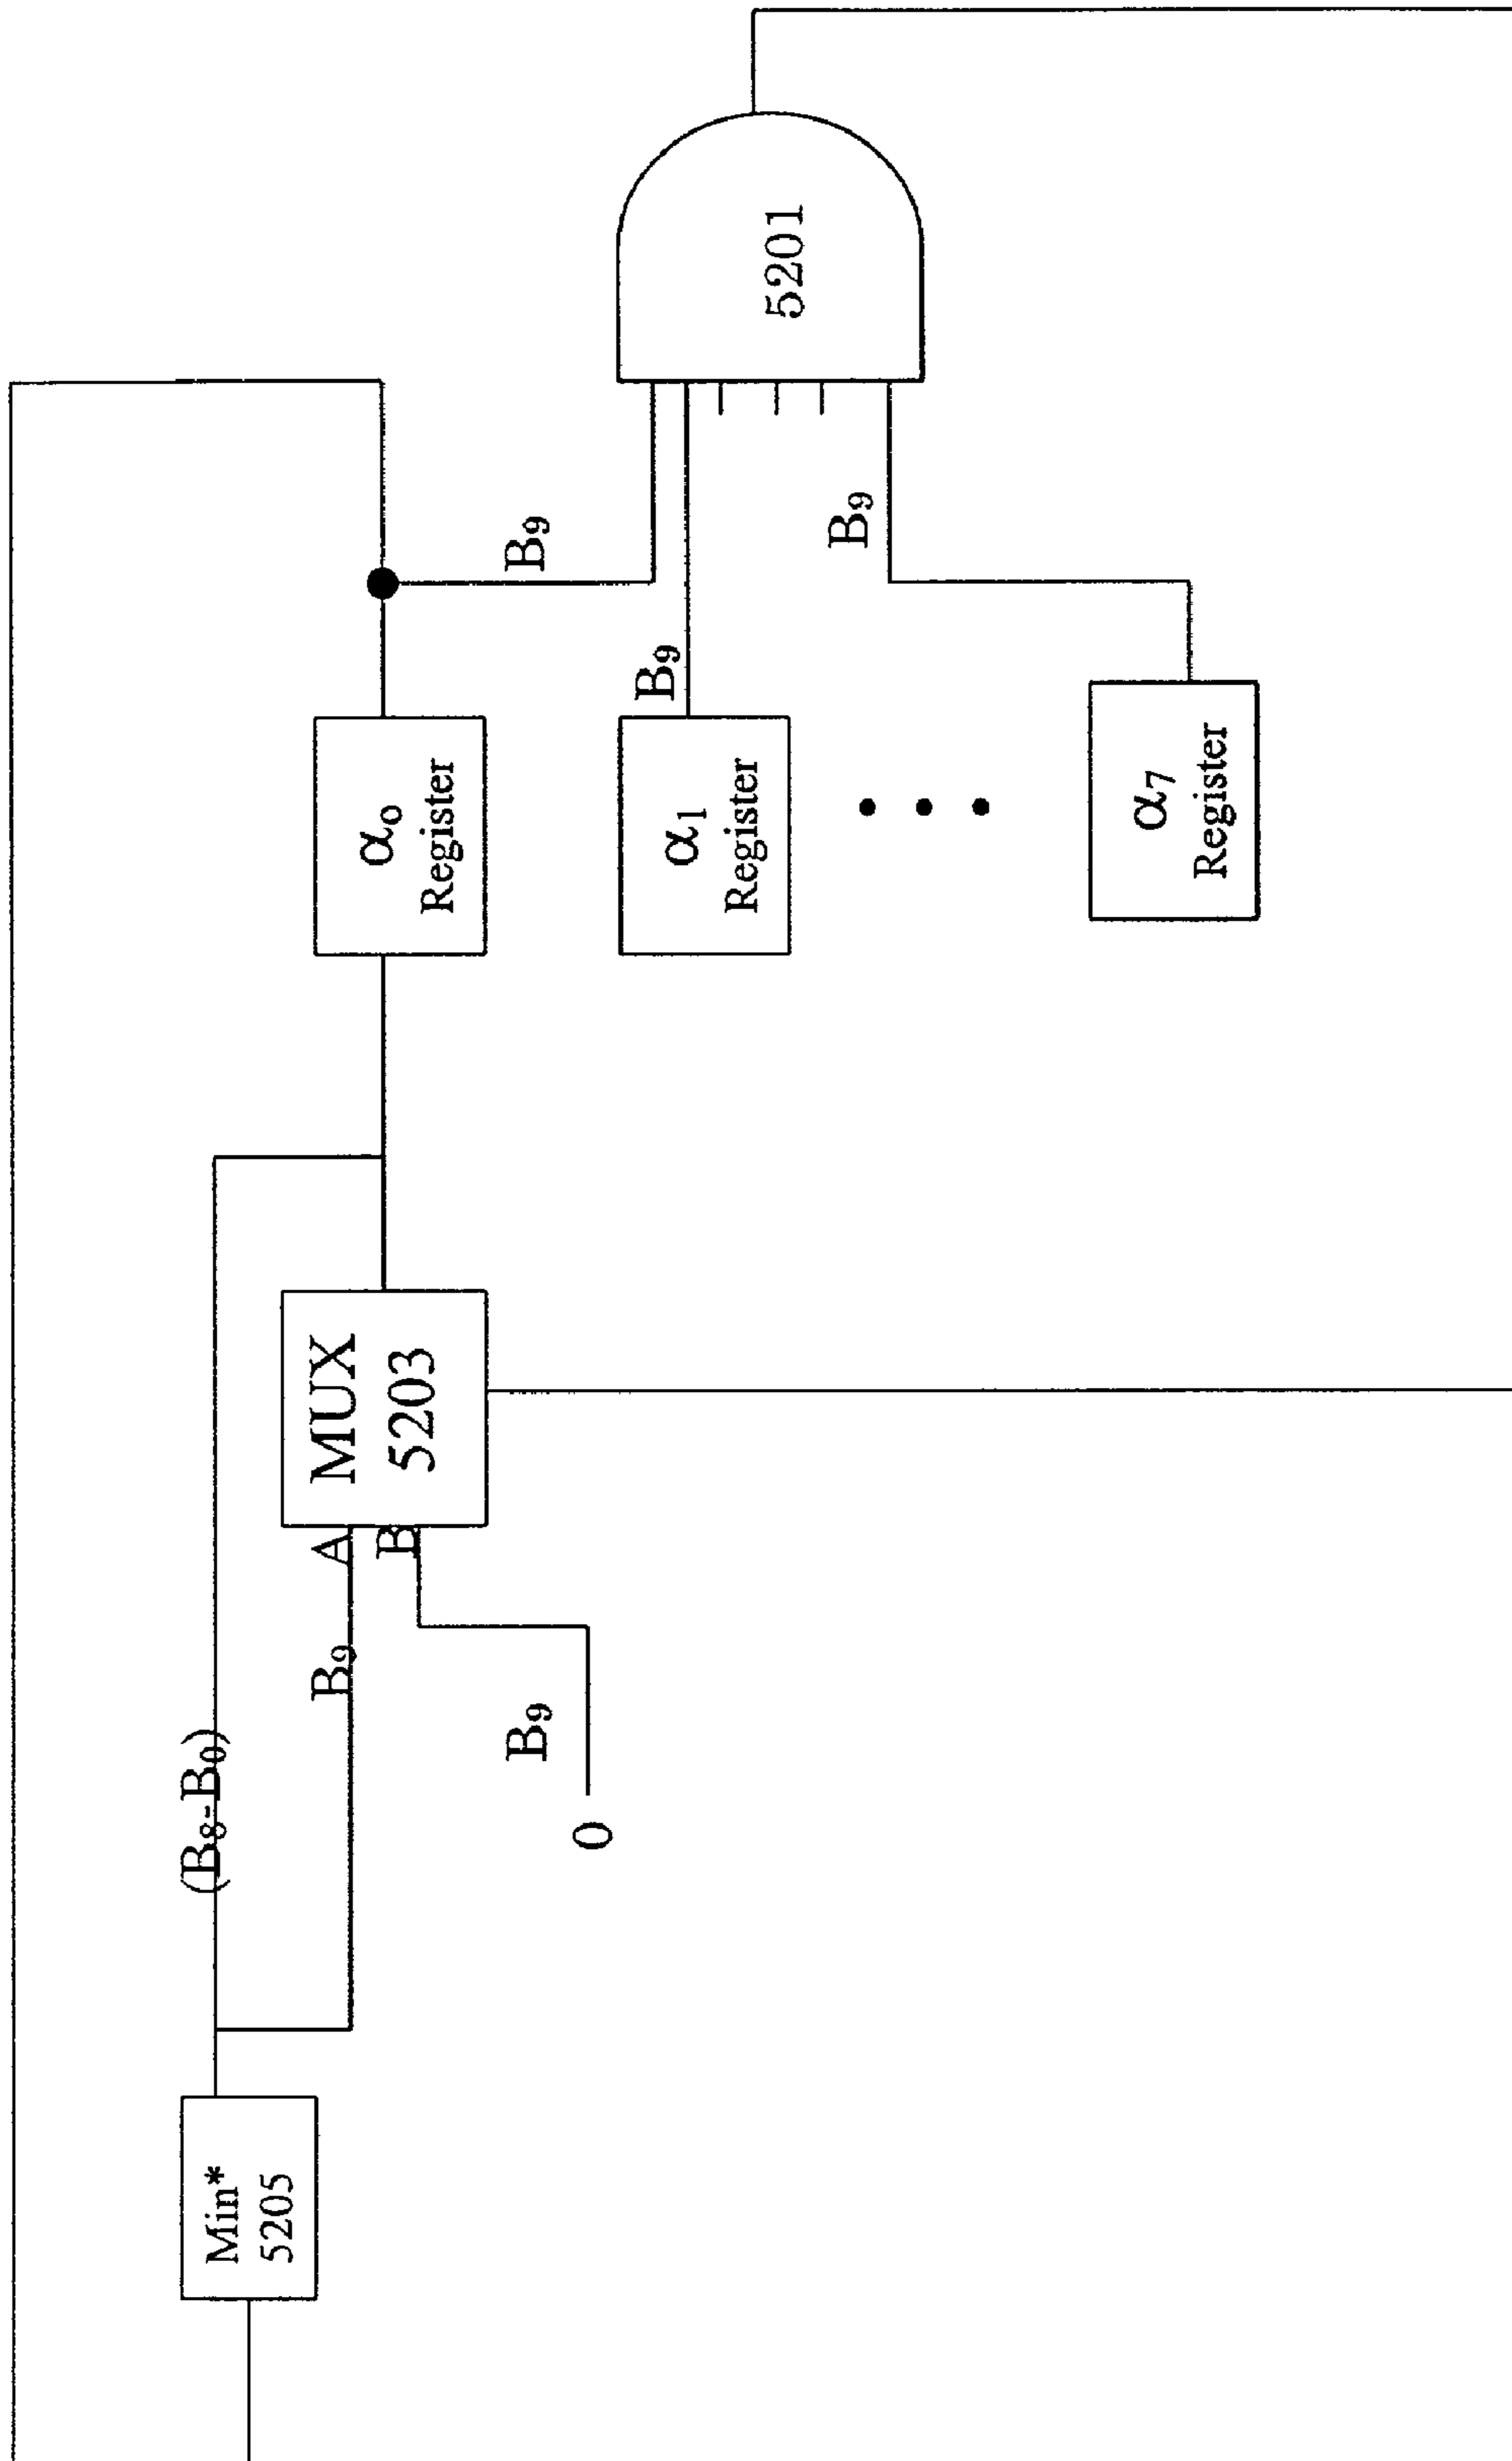 Min*
5205
(B₈-B₀)
B₉
A
B
B₉
0
MUX
5203
α₀
Register
α₁
Register
α₇
Register
B₉
B₉
B₉
5201